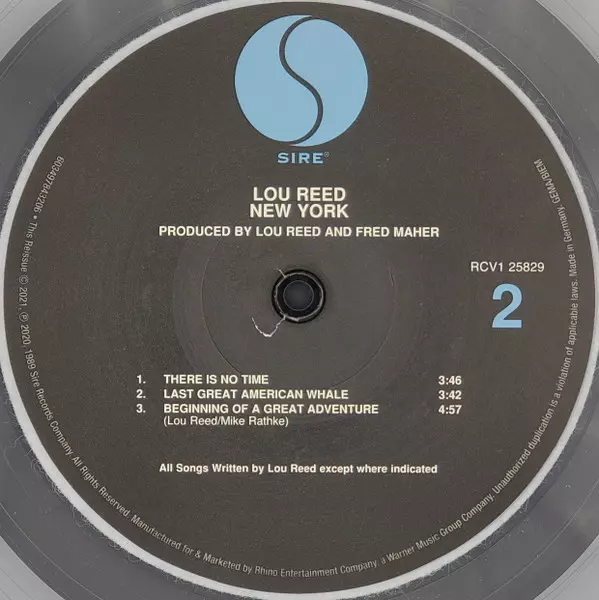 SIRE®
LOU REED
NEW YORK
PRODUCED BY LOU REED AND FRED MAHER
RCV1 25829
2
1. THERE IS NO TIME 3:46
2. LAST GREAT AMERICAN WHALE 3:42
3. BEGINNING OF A GREAT ADVENTURE 4:57
(Lou Reed/Mike Rathke)
All Songs Written by Lou Reed except where indicated
603497843206 • This Reissue © 2021, ℗ 2020, 1989 Sire Records Company. All Rights Reserved. Manufactured for & Marketed by Rhino Entertainment Company, a Warner Music Group Company. Unauthorized duplication is a violation of applicable laws. Made in Germany. GEMA/BIEM